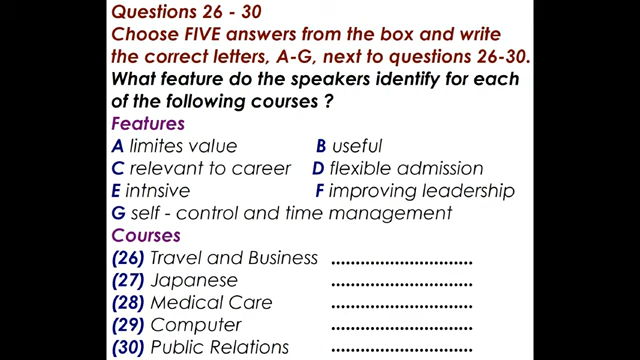 Questions 26 - 30
Choose FIVE answers from the box and write
the correct letters, A-G, next to questions 26-30.
What feature do the speakers identify for each
of the following courses ?
Features
A limites value B useful
C relevant to career D flexible admission
E intnsive F improving leadership
G self - control and time management
Courses
(26) Travel and Business ..............................
(27) Japanese ..............................
(28) Medical Care ..............................
(29) Computer ..............................
(30) Public Relations ..............................